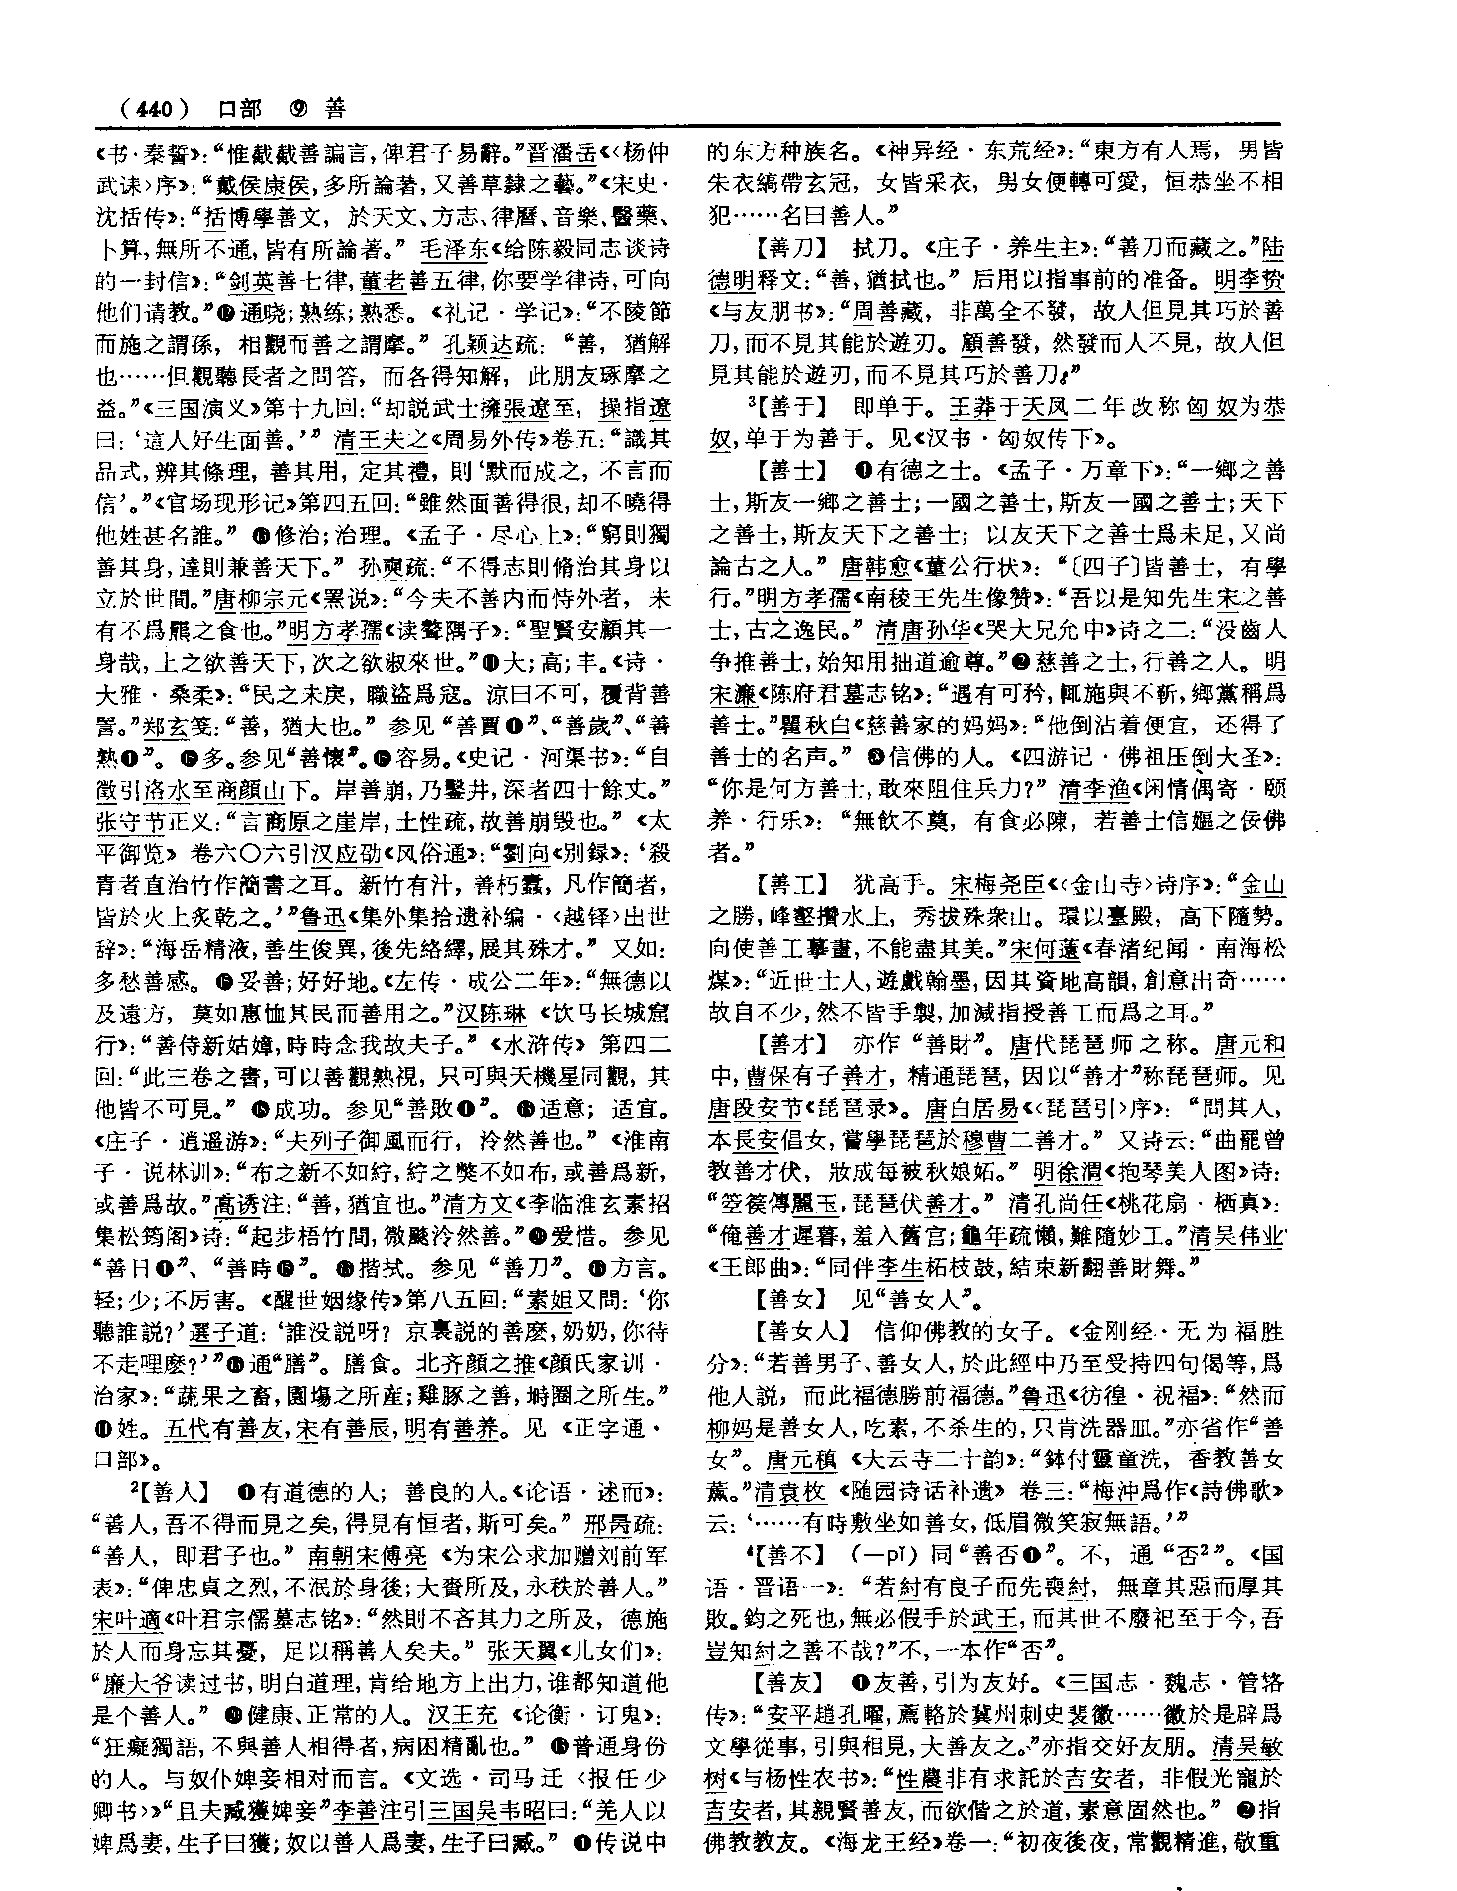 （440） 口部 ⑨ 善
《书·秦誓》：“惟截截善諞言，俾君子易辭。”晋潘岳《〈杨仲
武诔〉序》：“戴侯康侯，多所論著，又善草隸之藝。”《宋史·
沈括传》：“括博學善文，於天文、方志、律曆、音樂、醫藥、
卜算，無所不通，皆有所論著。” 毛泽东《给陈毅同志谈诗
的一封信》：“剑英善七律，董老善五律，你要学律诗，可向
他们请教。”通晓；熟练；熟悉。《礼记·学记》：“不陵節
而施之謂孫，相觀而善之謂摩。” 孔颖达疏：“善，猶解
也……但觀聽長者之問答，而各得知解，此朋友琢摩之
益。”《三国演义》第十九回：“却説武士擁張遼至，操指遼
曰：‘這人好生面善。’” 清王夫之《周易外传》卷五：“識其
品式，辨其條理，善其用，定其禮，則‘默而成之，不言而
信’。”《官场现形记》第四五回：“雖然面善得很，却不曉得
他姓甚名誰。” 修治；治理。《孟子·尽心上》：“窮則獨
善其身，達則兼善天下。” 孙奭疏：“不得志則脩治其身以
立於世間。”唐柳宗元《罴说》：“今夫不善内而恃外者，未
有不爲羆之食也。”明方孝孺《读聱隅子》：“聖賢安顧其一
身哉，上之欲善天下，次之欲淑來世。”大；高；丰。《诗·
大雅·桑柔》：“民之未戾，職盜爲寇。涼曰不可，覆背善
詈。”郑玄笺：“善，猶大也。” 参见“善賈❶”、“善歲”、“善
熟❶”。 多。参见“善懷”。容易。《史记·河渠书》：“自
徵引洛水至商顔山下。岸善崩，乃鑿井，深者四十餘丈。”
张守节正义：“言商原之崖岸，土性疏，故善崩毁也。”《太
平御览》卷六〇六引汉应劭《风俗通》：“劉向《别録》：‘殺
青者直治竹作簡書之耳。新竹有汁，善朽蠹，凡作簡者，
皆於火上炙乾之。’”鲁迅《集外集拾遗补编·〈越铎〉出世
辞》：“海岳精液，善生俊異，後先絡繹，展其殊才。” 又如：
多愁善感。 妥善；好好地。《左传·成公二年》：“無德以
及遠方，莫如惠恤其民而善用之。”汉陈琳《饮马长城窟
行》：“善侍新姑嫜，時時念我故夫子。”《水浒传》第四二
回：“此三卷之書，可以善觀熟視，只可與天機星同觀，其
他皆不可見。” 成功。参见“善敗❶”。 适意；适宜。
《庄子·逍遥游》：“夫列子御風而行，泠然善也。”《淮南
子·说林训》：“布之新不如紵，紵之獘不如布，或善爲新，
或善爲故。”高诱注：“善，猶宜也。”清方文《李临淮玄素招
集松筠阁》诗：“起步梧竹間，微飔泠然善。”爱惜。参见
“善日❶”、“善時”。 揩拭。参见“善刀”。 方言。
轻；少；不厉害。《醒世姻缘传》第八五回：“素姐又問：‘你
聽誰説？’選子道：‘誰没説呀？京裏説的善麽，奶奶，你待
不走哩麽？’”通“膳”。膳食。北齐颜之推《颜氏家训·
治家》：“蔬果之畜，園塲之所産；雞豚之善，塒圈之所生。”
姓。五代有善友，宋有善辰，明有善养。见《正字通·
口部》。
²【善人】 ❶有道德的人；善良的人。《论语·述而》：
“善人，吾不得而見之矣，得見有恒者，斯可矣。” 邢昺疏：
“善人，即君子也。” 南朝宋傅亮《为宋公求加赠刘前军
表》：“俾忠貞之烈，不泯於身後；大賚所及，永秩於善人。”
宋叶適《叶君宗儒墓志铭》：“然則不吝其力之所及，德施
於人而身忘其憂，足以稱善人矣夫。” 张天翼《儿女们》：
“廉大爷读过书，明白道理，肯给地方上出力，谁都知道他
是个善人。” 健康、正常的人。汉王充《论衡·订鬼》：
“狂癡獨語，不與善人相得者，病困精亂也。” 普通身份
的人。与奴仆婢妾相对而言。《文选·司马迁〈报任少
卿书〉》“且夫臧獲婢妾”李善注引三国吴韦昭曰：“羌人以
婢爲妻，生子曰獲；奴以善人爲妻，生子曰臧。” 传说中
的东方种族名。《神异经·东荒经》：“東方有人焉，男皆
朱衣縞帶玄冠，女皆采衣，男女便轉可愛，恒恭坐不相
犯……名曰善人。”
【善刀】 拭刀。《庄子·养生主》：“善刀而藏之。”陆
德明释文：“善，猶拭也。” 后用以指事前的准备。明李贽
《与友朋书》：“周善藏，非萬全不發，故人但見其巧於善
刀，而不見其能於遊刃。顧善發，然發而人不見，故人但
見其能於遊刃，而不見其巧於善刀。”
³【善于】 即单于。王莽于天凤二年改称匈奴为恭
奴，单于为善于。见《汉书·匈奴传下》。
【善士】 ❶有德之士。《孟子·万章下》：“一鄉之善
士，斯友一鄉之善士；一國之善士，斯友一國之善士；天下
之善士，斯友天下之善士；以友天下之善士爲未足，又尚
論古之人。” 唐韩愈《董公行状》：“〔四子〕皆善士，有學
行。”明方孝孺《南稜王先生像赞》：“吾以是知先生宋之善
士，古之逸民。” 清唐孙华《哭大兄允中》诗之二：“没齒人
争推善士，始知用拙道逾尊。”❷慈善之士，行善之人。明
宋濂《陈府君墓志铭》：“遇有可矜，輒施與不靳，鄉黨稱爲
善士。”瞿秋白《慈善家的妈妈》：“他倒沾着便宜，还得了
善士的名声。” ❸信佛的人。《四游记·佛祖压倒大圣》：
“你是何方善士，敢來阻住兵力？” 清李渔《闲情偶寄·颐
养·行乐》：“無飲不奠，有食必陳，若善士信嫗之佞佛
者。”
【善工】 犹高手。宋梅尧臣《〈金山寺〉诗序》：“金山
之勝，峰壑攢水上，秀拔殊衆山。環以臺殿，高下隨勢。
向使善工摹畫，不能盡其美。”宋何薳《春渚纪闻·南海松
煤》：“近世士人，遊戲翰墨，因其資地高韻，創意出奇……
故自不少，然不皆手製，加減指授善工而爲之耳。”
【善才】 亦作“善財”。唐代琵琶师之称。唐元和
中，曹保有子善才，精通琵琶，因以“善才”称琵琶师。见
唐段安节《琵琶录》。唐白居易《〈琵琶引〉序》：“問其人，
本長安倡女，嘗學琵琶於穆曹二善才。” 又诗云：“曲罷曾
教善才伏，妝成每被秋娘妬。” 明徐渭《抱琴美人图》诗：
“箜篌傳麗玉，琵琶伏善才。” 清孔尚任《桃花扇·栖真》：
“俺善才遲暮，羞入舊宫；龜年疏懶，難隨妙工。”清吴伟业
《王郎曲》：“同伴李生柘枝鼓，結束新翻善財舞。”
【善女】 见“善女人”。
【善女人】 信仰佛教的女子。《金刚经·无为福胜
分》：“若善男子、善女人，於此經中乃至受持四句偈等，爲
他人説，而此福德勝前福德。”鲁迅《彷徨·祝福》：“然而
柳妈是善女人，吃素，不杀生的，只肯洗器皿。”亦省作“善
女”。唐元稹《大云寺二十韵》：“鉢付靈童洗，香教善女
薰。”清袁枚《随园诗话补遗》卷三：“梅沖爲作《詩佛歌》
云：‘……有時敷坐如善女，低眉微笑寂無語。’”
⁴【善不】（—pǐ）同“善否❶”。不，通“否²”。《国
语·晋语一》：“若紂有良子而先喪紂，無章其惡而厚其
敗。鈞之死也，無必假手於武王，而其世不廢祀至于今，吾
豈知紂之善不哉？”不，一本作“否”。
【善友】 ❶友善，引为友好。《三国志·魏志·管辂
传》：“安平趙孔曜，薦輅於冀州刺史裴徽……徽於是辟爲
文學從事，引與相見，大善友之。”亦指交好友朋。清吴敏
树《与杨性农书》：“性農非有求託於吉安者，非假光寵於
吉安者，其親賢善友，而欲偕之於道，素意固然也。” ❷指
佛教教友。《海龙王经》卷一：“初夜後夜，常觀精進，敬重